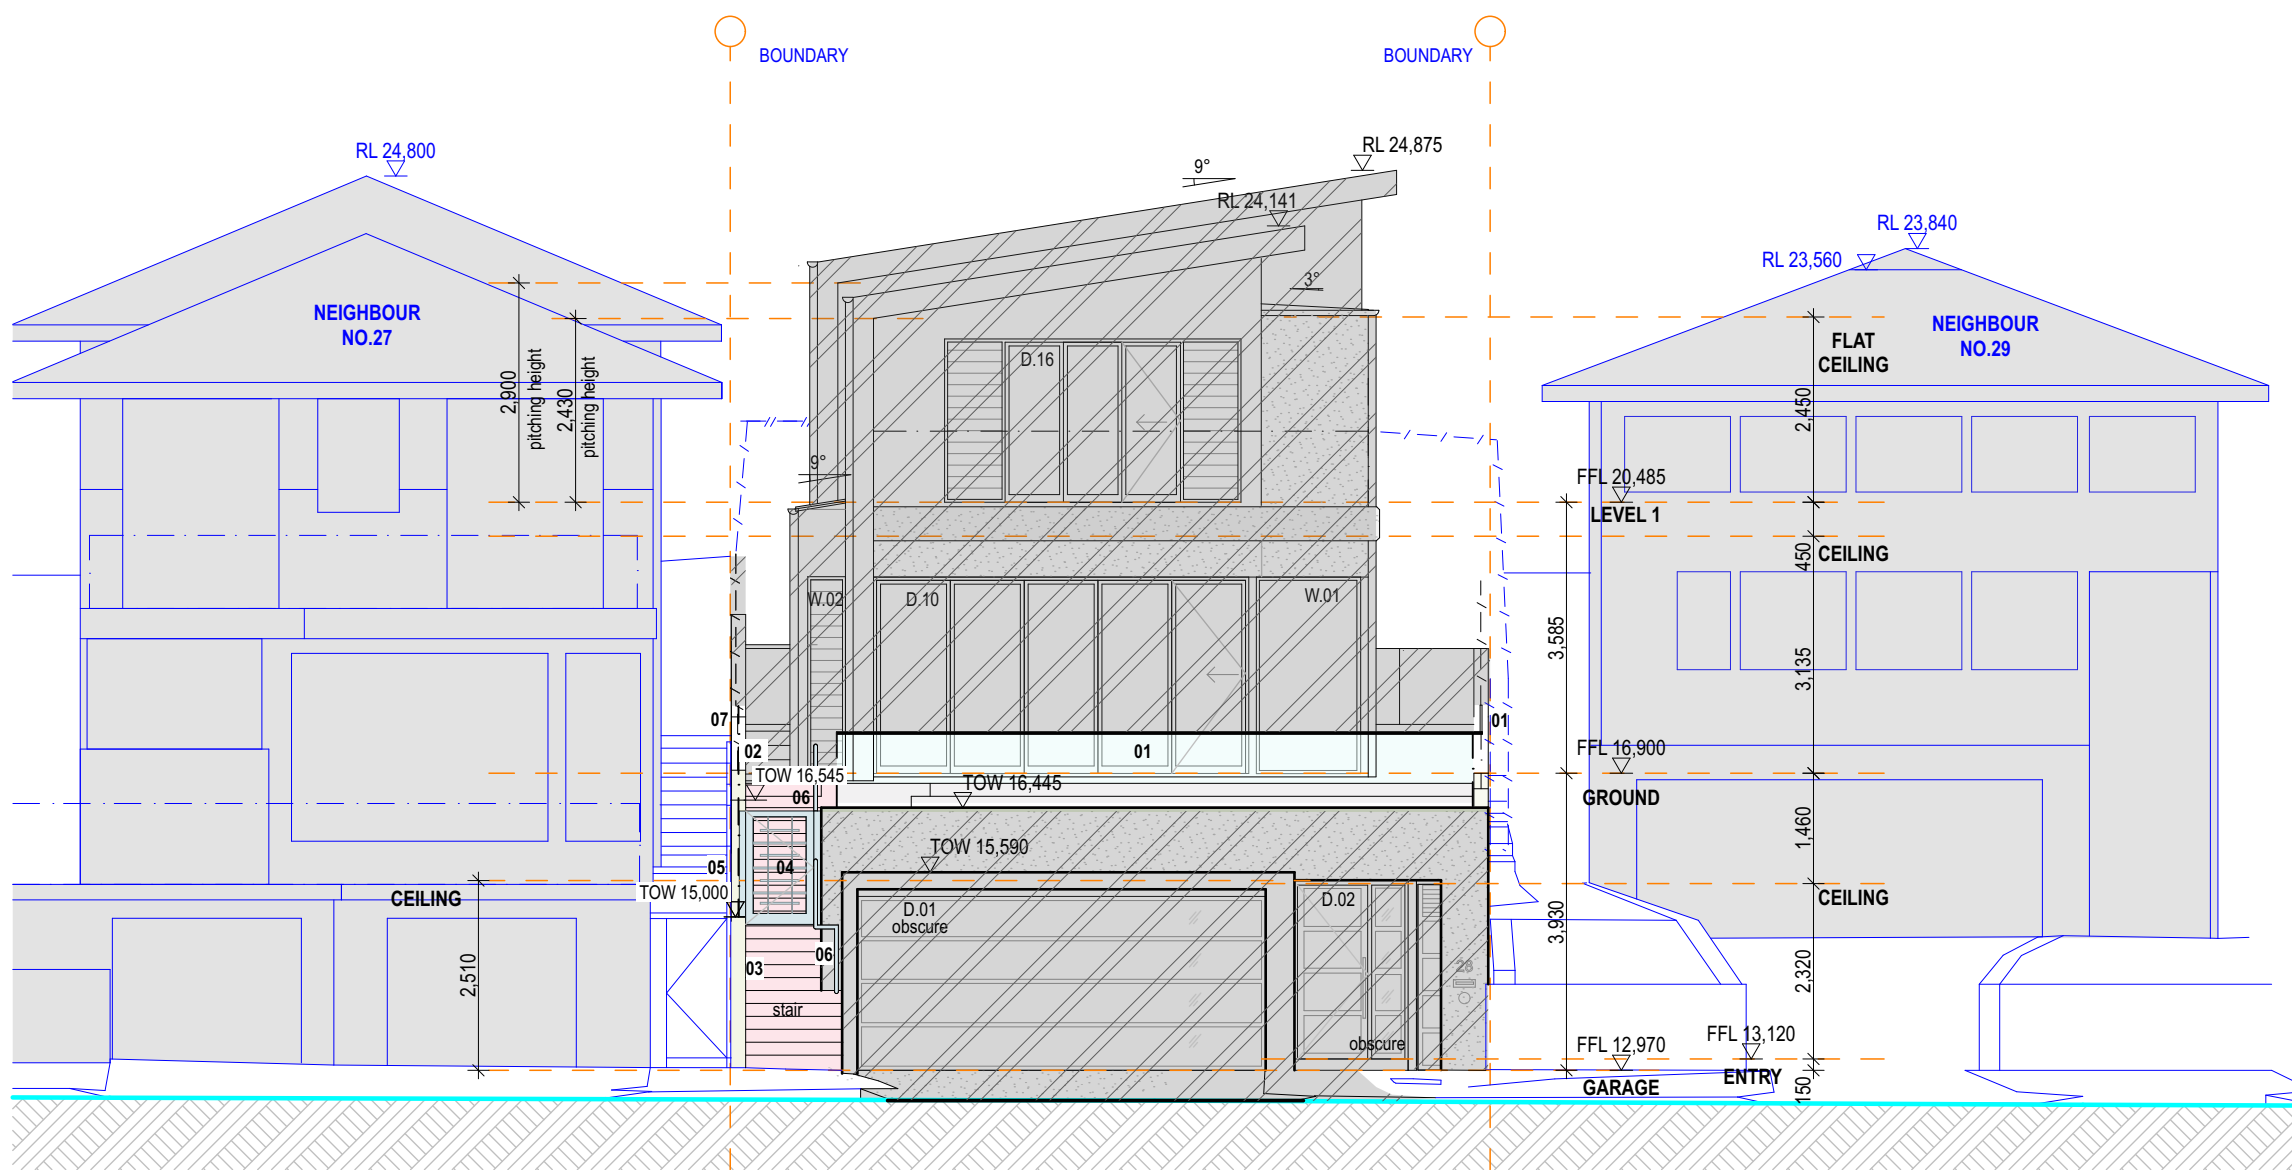 BOUNDARY
BOUNDARY
RL 24,800
RL 24,875
9°
RL 24,141
RL 23,840
RL 23,560
3°
NEIGHBOUR
NO.27
NEIGHBOUR
NO.29
FLAT
CEILING
D.16
2,900
pitching height
2,430
pitching height
2,450
9°
FFL 20,485
LEVEL 1
450
CEILING
W.02
D.10
W.01
3,585
3,135
07
01
02
01
FFL 16,900
TOW 16,545
TOW 16,445
06
GROUND
1,460
TOW 15,590
05
04
TOW 15,000
CEILING
CEILING
D.01
obscure
D.02
3,930
06
03
28
2,510
2,320
stair
FFL 13,120
obscure
FFL 12,970
ENTRY
GARAGE
150